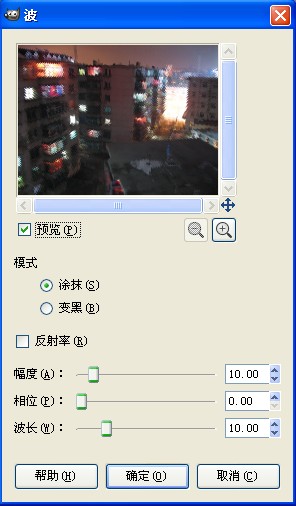 波
预览(P)
模式
涂抹(S)
变黑(B)
反射率(R)
幅度(A)： 10.00
相位(P)： 0.00
波长(W)： 10.00
帮助(H) 确定(O) 取消(C)